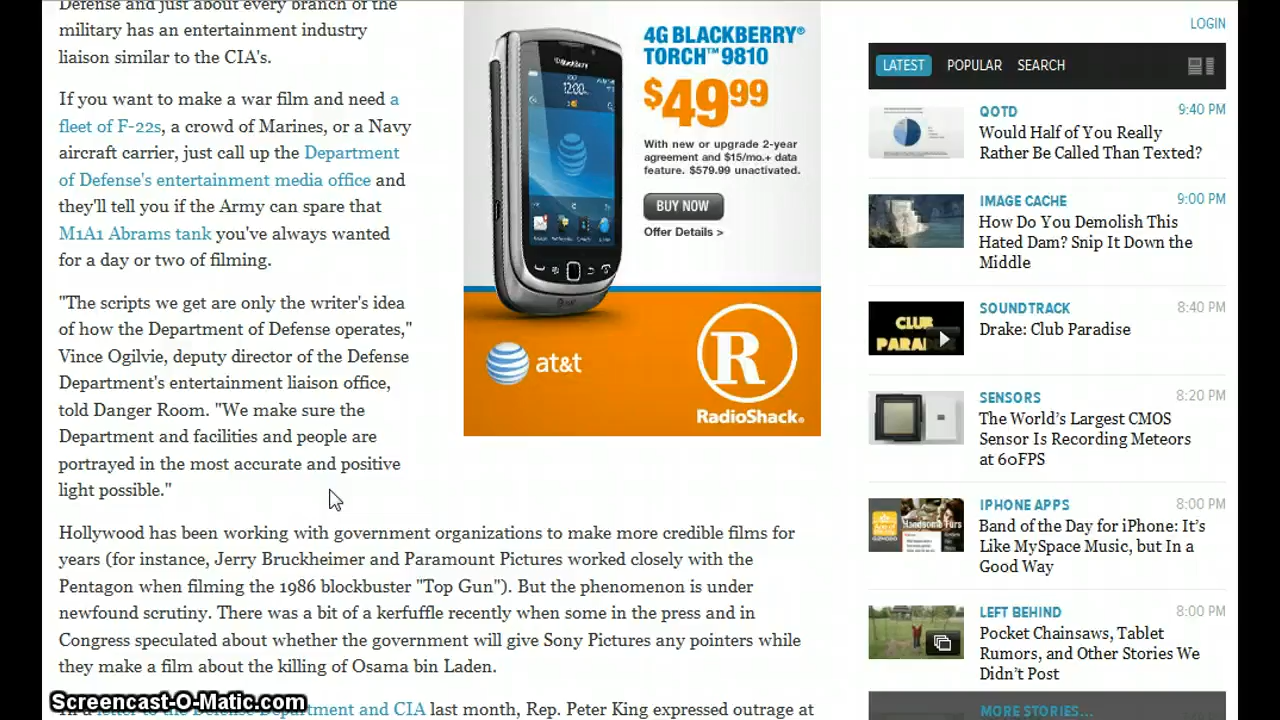 Defense and just about every branch of the
military has an entertainment industry
liaison similar to the CIA's.
If you want to make a war film and need a
fleet of F-22s, a crowd of Marines, or a Navy
aircraft carrier, just call up the Department
of Defense's entertainment media office and
they'll tell you if the Army can spare that
M1A1 Abrams tank you've always wanted
for a day or two of filming.
"The scripts we get are only the writer's idea
of how the Department of Defense operates,"
Vince Ogilvie, deputy director of the Defense
Department's entertainment liaison office,
told Danger Room. "We make sure the
Department and facilities and people are
portrayed in the most accurate and positive
light possible."
Hollywood has been working with government organizations to make more credible films for
years (for instance, Jerry Bruckheimer and Paramount Pictures worked closely with the
Pentagon when filming the 1986 blockbuster "Top Gun"). But the phenomenon is under
newfound scrutiny. There was a bit of a kerfuffle recently when some in the press and in
Congress speculated about whether the government will give Sony Pictures any pointers while
they make a film about the killing of Osama bin Laden.
In a letter to the Defense Department and CIA last month, Rep. Peter King expressed outrage at
Screencast-O-Matic.com
4G BLACKBERRY®
TORCH™ 9810
$49 99
With new or upgrade 2-year
agreement and $15/mo.+ data
feature. $579.99 unactivated.
BUY NOW
Offer Details >
BlackBerry
12:00
at&t
R
RadioShack.
LOGIN
LATEST POPULAR SEARCH
QOTD 9:40 PM
Would Half of You Really
Rather Be Called Than Texted?
IMAGE CACHE 9:00 PM
How Do You Demolish This
Hated Dam? Snip It Down the
Middle
CLUB
PARA
SOUNDTRACK 8:40 PM
Drake: Club Paradise
SENSORS 8:20 PM
The World's Largest CMOS
Sensor Is Recording Meteors
at 60FPS
Handsome Furs
IPHONE APPS 8:00 PM
Band of the Day for iPhone: It's
Like MySpace Music, but In a
Good Way
LEFT BEHIND 8:00 PM
Pocket Chainsaws, Tablet
Rumors, and Other Stories We
Didn't Post
MORE STORIES...